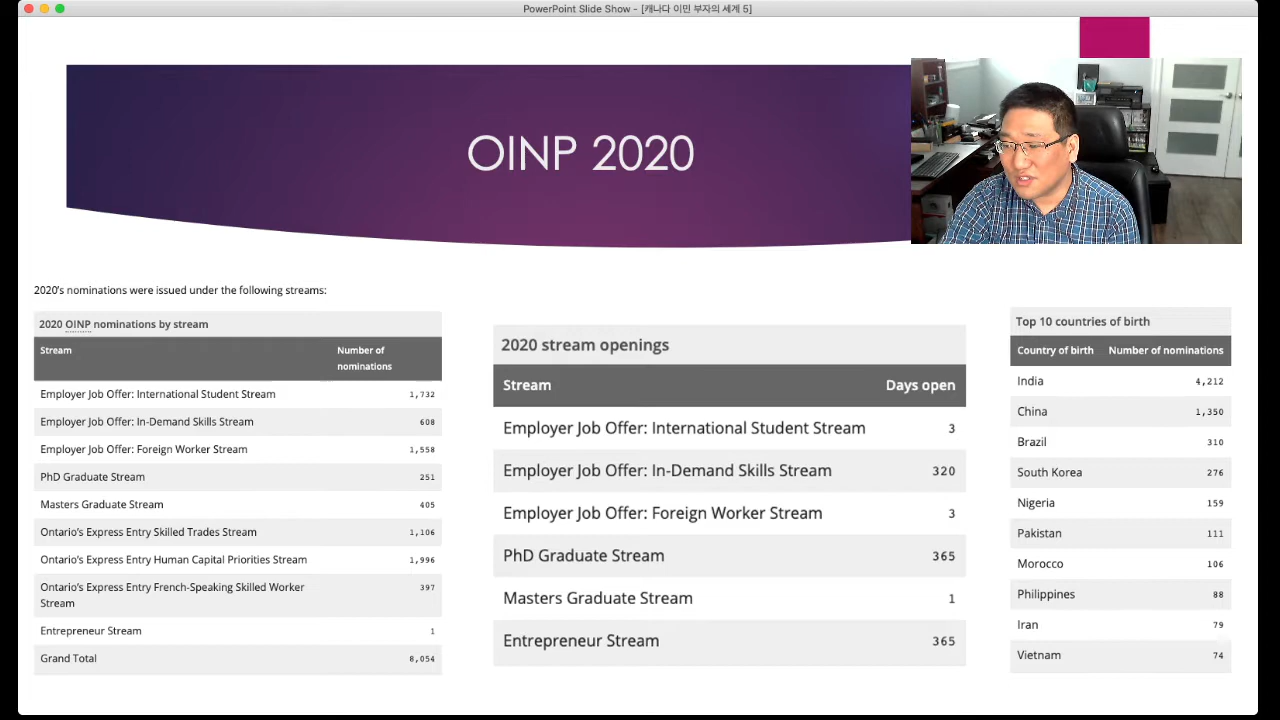 PowerPoint Slide Show - [캐나다 이민 부자의 세계 5]
OINP 2020
2020's nominations were issued under the following streams:
2020 OINP nominations by stream
Stream Number of
nominations
Employer Job Offer: International Student Stream 1,732
Employer Job Offer: In-Demand Skills Stream 608
Employer Job Offer: Foreign Worker Stream 1,558
PhD Graduate Stream 251
Masters Graduate Stream 405
Ontario's Express Entry Skilled Trades Stream 1,106
Ontario's Express Entry Human Capital Priorities Stream 1,996
Ontario's Express Entry French-Speaking Skilled Worker 397
Stream
Entrepreneur Stream 1
Grand Total 8,054
2020 stream openings
Stream Days open
Employer Job Offer: International Student Stream 3
Employer Job Offer: In-Demand Skills Stream 320
Employer Job Offer: Foreign Worker Stream 3
PhD Graduate Stream 365
Masters Graduate Stream 1
Entrepreneur Stream 365
Top 10 countries of birth
Country of birth Number of nominations
India 4,212
China 1,350
Brazil 310
South Korea 276
Nigeria 159
Pakistan 111
Morocco 106
Philippines 88
Iran 79
Vietnam 74